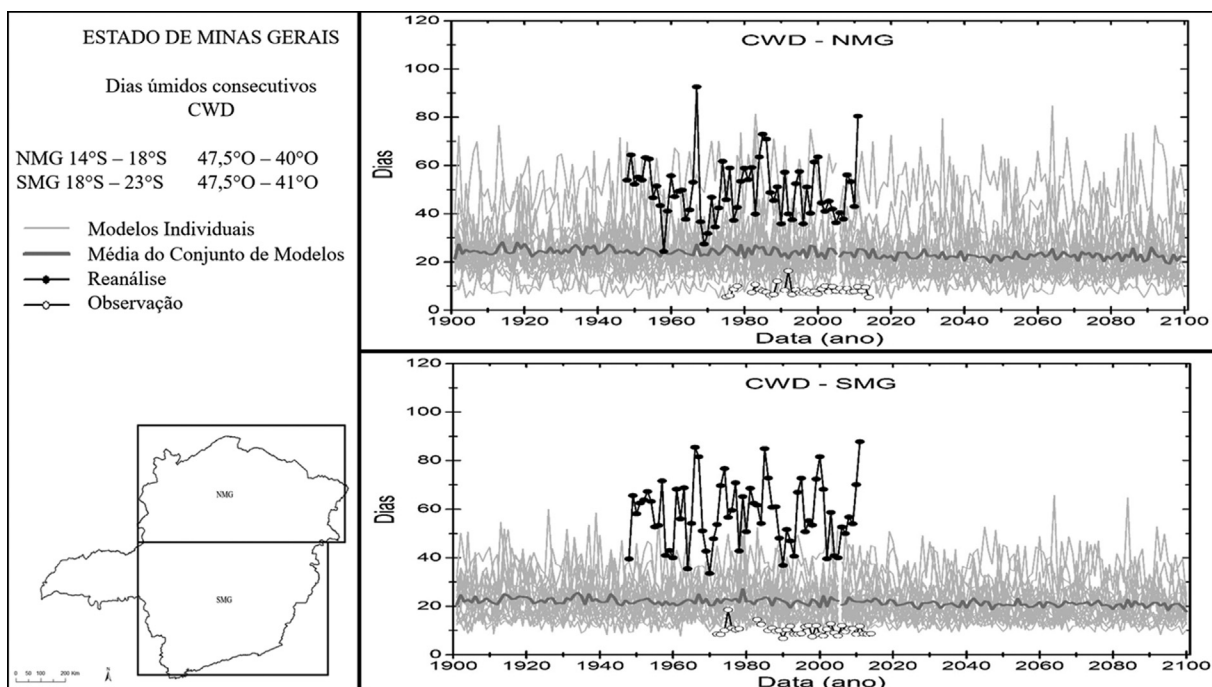 ESTADO DE MINAS GERAIS
Dias úmidos consecutivos
CWD
NMG 14°S – 18°S 47,5°O – 40°O
SMG 18°S – 23°S 47,5°O – 41°O
Modelos Individuais
Média do Conjunto de Modelos
Reanálise
Observação
NMG
SMG
0 50 100 200 Km
N
CWD - NMG
Dias
120
100
80
60
40
20
0
1900 1920 1940 1960 1980 2000 2020 2040 2060 2080 2100
Data (ano)
CWD - SMG
Dias
120
100
80
60
40
20
0
1900 1920 1940 1960 1980 2000 2020 2040 2060 2080 2100
Data (ano)